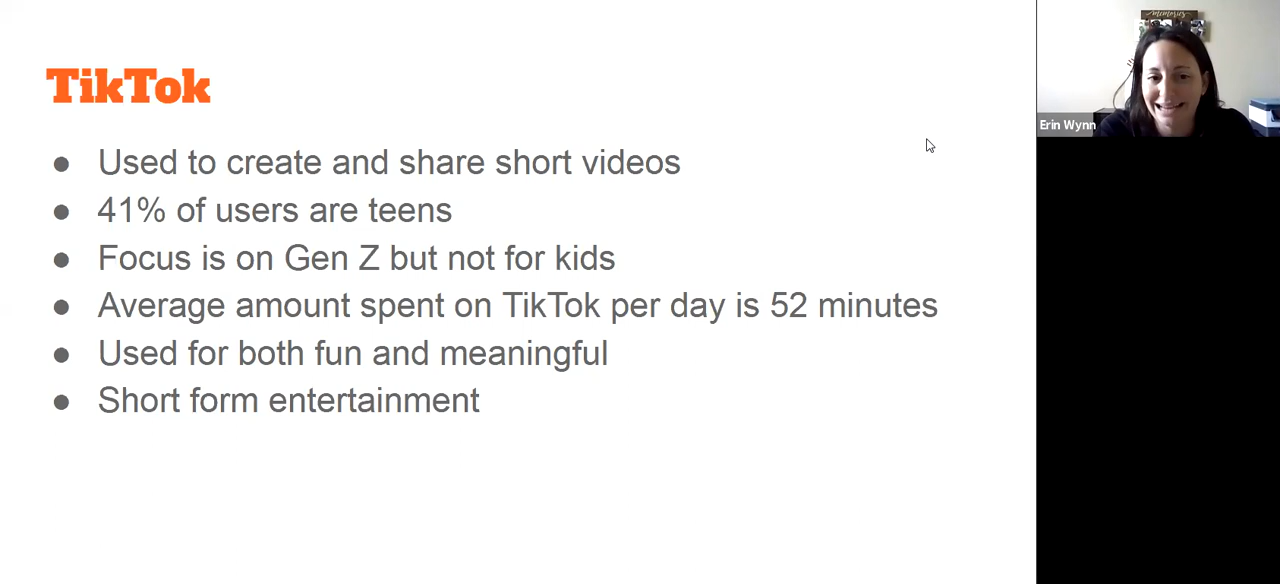 TikTok
● Used to create and share short videos
● 41% of users are teens
● Focus is on Gen Z but not for kids
● Average amount spent on TikTok per day is 52 minutes
● Used for both fun and meaningful
● Short form entertainment
memories
Erin Wynn